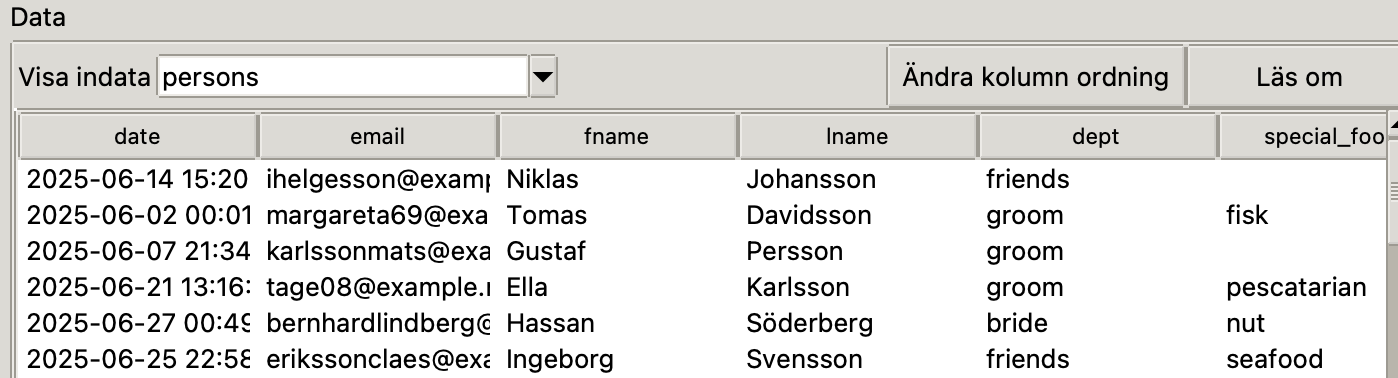 Data
Visa indata persons Ändra kolumn ordning Läs om
date email fname lname dept special_foo
2025-06-14 15:20 ihelgesson@examp Niklas Johansson friends
2025-06-02 00:01 margareta69@exa Tomas Davidsson groom fisk
2025-06-07 21:34 karlssonmats@exa Gustaf Persson groom
2025-06-21 13:16: tage08@example.r Ella Karlsson groom pescatarian
2025-06-27 00:49 bernhardlindberg@ Hassan Söderberg bride nut
2025-06-25 22:58 erikssonclaes@exa Ingeborg Svensson friends seafood